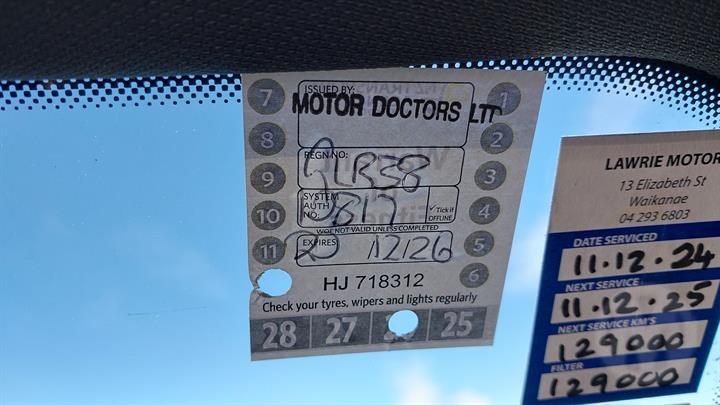 ISSUED BY:
MOTOR DOCTORS LTD
7
8
9
10
11
1
2
3
4
5
6
REGN NO:
QLR38
SYSTEM
AUTH
NO:
✓ Tick if
OFFLINE
WOF NOT VALID UNLESS COMPLETED
EXPIRES
20 12/26
HJ 718312
Check your tyres, wipers and lights regularly
28 27 25
LAWRIE MOTOR
13 Elizabeth St
Waikanae
04 293 6803
DATE SERVICED
11.12.24
NEXT SERVICE
11.12.25
NEXT SERVICE KM'S
129000
FILTER
129000